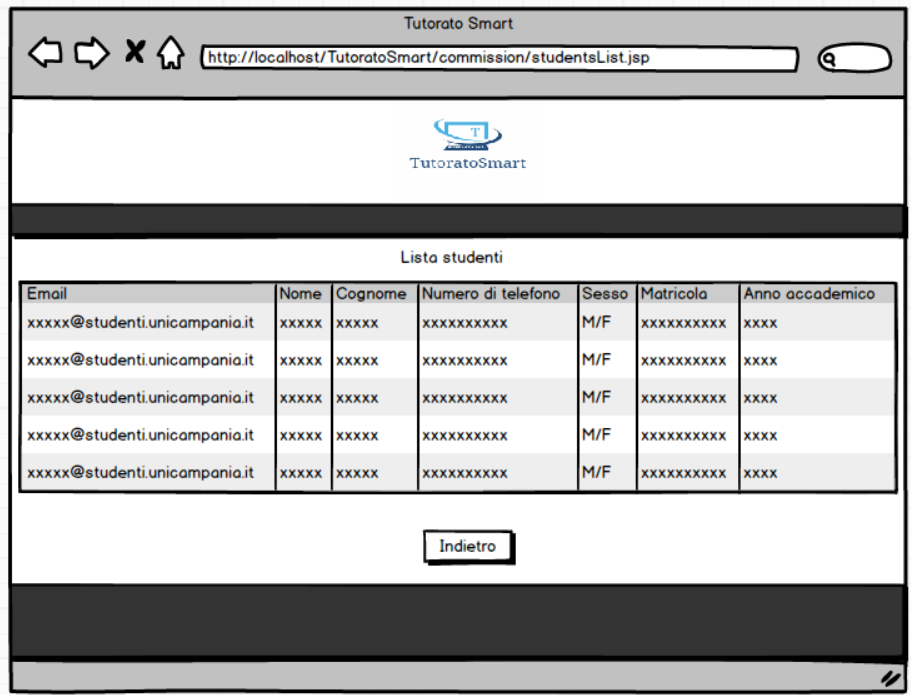 Tutorato Smart
http://localhost/TutoratoSmart/commission/studentsList.jsp
T
TutoratoSmart
Lista studenti
Email Nome Cognome Numero di telefono Sesso Matricola Anno accademico
xxxxx@studenti.unicampania.it xxxxx xxxxx xxxxxxxxxx M/F xxxxxxxxxx xxxx
xxxxx@studenti.unicampania.it xxxxx xxxxx xxxxxxxxxx M/F xxxxxxxxxx xxxx
xxxxx@studenti.unicampania.it xxxxx xxxxx xxxxxxxxxx M/F xxxxxxxxxx xxxx
xxxxx@studenti.unicampania.it xxxxx xxxxx xxxxxxxxxx M/F xxxxxxxxxx xxxx
xxxxx@studenti.unicampania.it xxxxx xxxxx xxxxxxxxxx M/F xxxxxxxxxx xxxx
Indietro